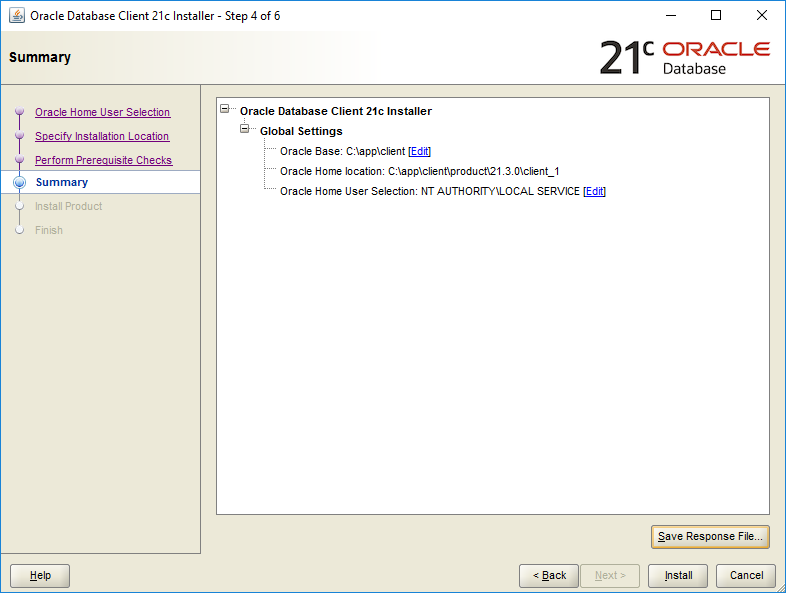 Oracle Database Client 21c Installer - Step 4 of 6
Summary
21c ORACLE
Database
Oracle Home User Selection
Specify Installation Location
Perform Prerequisite Checks
Summary
Install Product
Finish
Oracle Database Client 21c Installer
Global Settings
Oracle Base: C:\app\client [Edit]
Oracle Home location: C:\app\client\product\21.3.0\client_1
Oracle Home User Selection: NT AUTHORITY\LOCAL SERVICE [Edit]
Save Response File...
Help
< Back
Next >
Install
Cancel